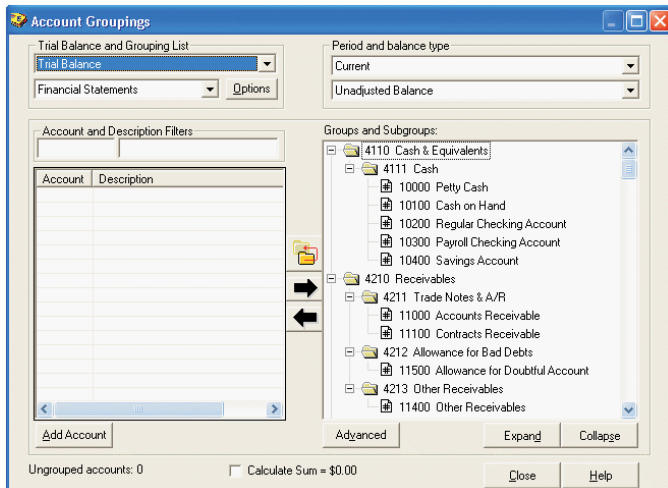 Account Groupings
Trial Balance and Grouping List
Trial Balance
Financial Statements
Options
Period and balance type
Current
Unadjusted Balance
Account and Description Filters
Account Description
Groups and Subgroups:
4110 Cash & Equivalents
4111 Cash
10000 Petty Cash
10100 Cash on Hand
10200 Regular Checking Account
10300 Payroll Checking Account
10400 Savings Account
4210 Receivables
4211 Trade Notes & A/R
11000 Accounts Receivable
11100 Contracts Receivable
4212 Allowance for Bad Debts
11500 Allowance for Doubtful Account
4213 Other Receivables
11400 Other Receivables
Add Account
Advanced
Expand
Collapse
Ungrouped accounts: 0
Calculate Sum = $0.00
Close
Help